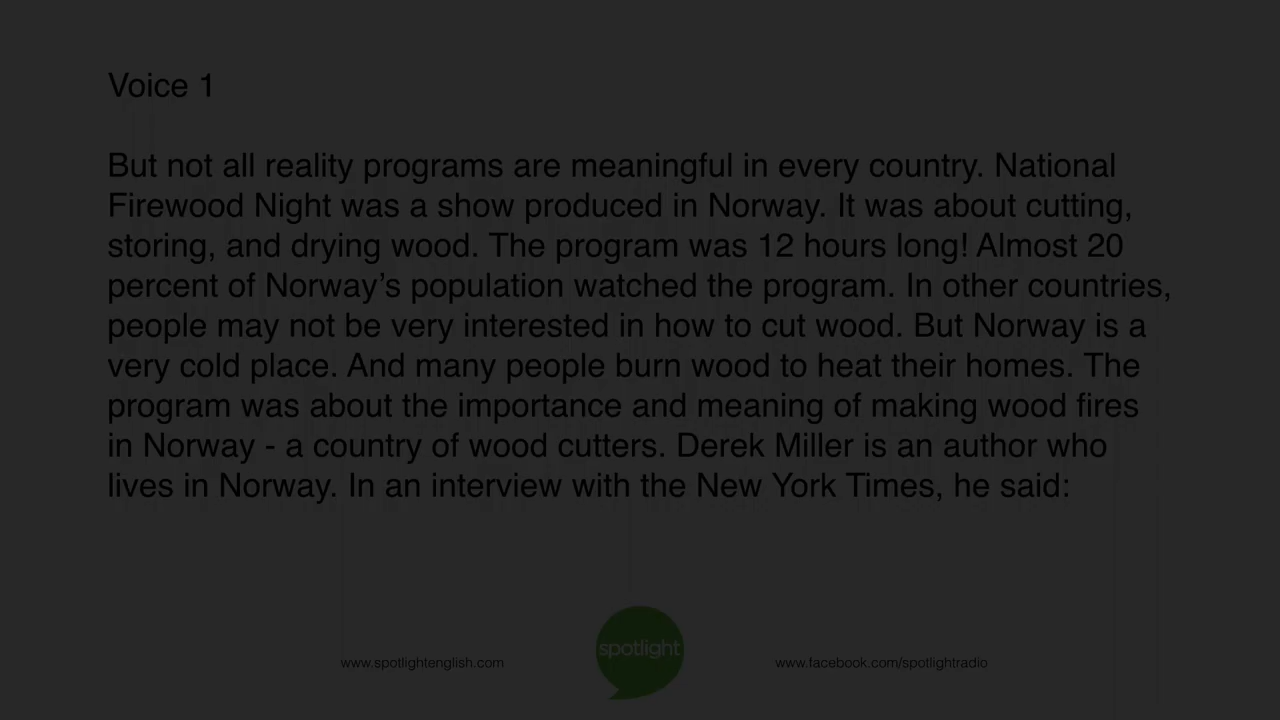 Voice 1
But not all reality programs are meaningful in every country. National
Firewood Night was a show produced in Norway. It was about cutting,
storing, and drying wood. The program was 12 hours long! Almost 20
percent of Norway’s population watched the program. In other countries,
people may not be very interested in how to cut wood. But Norway is a
very cold place. And many people burn wood to heat their homes. The
program was about the importance and meaning of making wood fires
in Norway - a country of wood cutters. Derek Miller is an author who
lives in Norway. In an interview with the New York Times, he said:
spotlight
www.spotlightenglish.com
www.facebook.com/spotlightradio